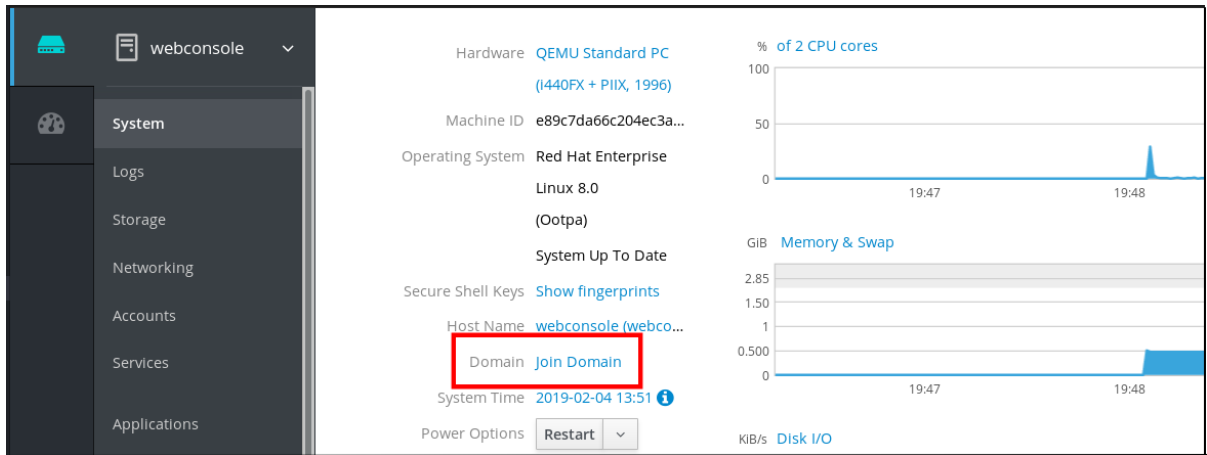 webconsole
System
Logs
Storage
Networking
Accounts
Services
Applications
Hardware QEMU Standard PC
(i440FX + PIIX, 1996)
Machine ID e89c7da66c204ec3a...
Operating System Red Hat Enterprise
Linux 8.0
(Ootpa)
System Up To Date
Secure Shell Keys Show fingerprints
Host Name webconsole (webco...
Domain Join Domain
System Time 2019-02-04 13:51
Power Options Restart
% of 2 CPU cores
100
50
0
19:47 19:48
GiB Memory & Swap
2.85
1.50
1
0.500
0
19:47 19:48
KiB/s Disk I/O